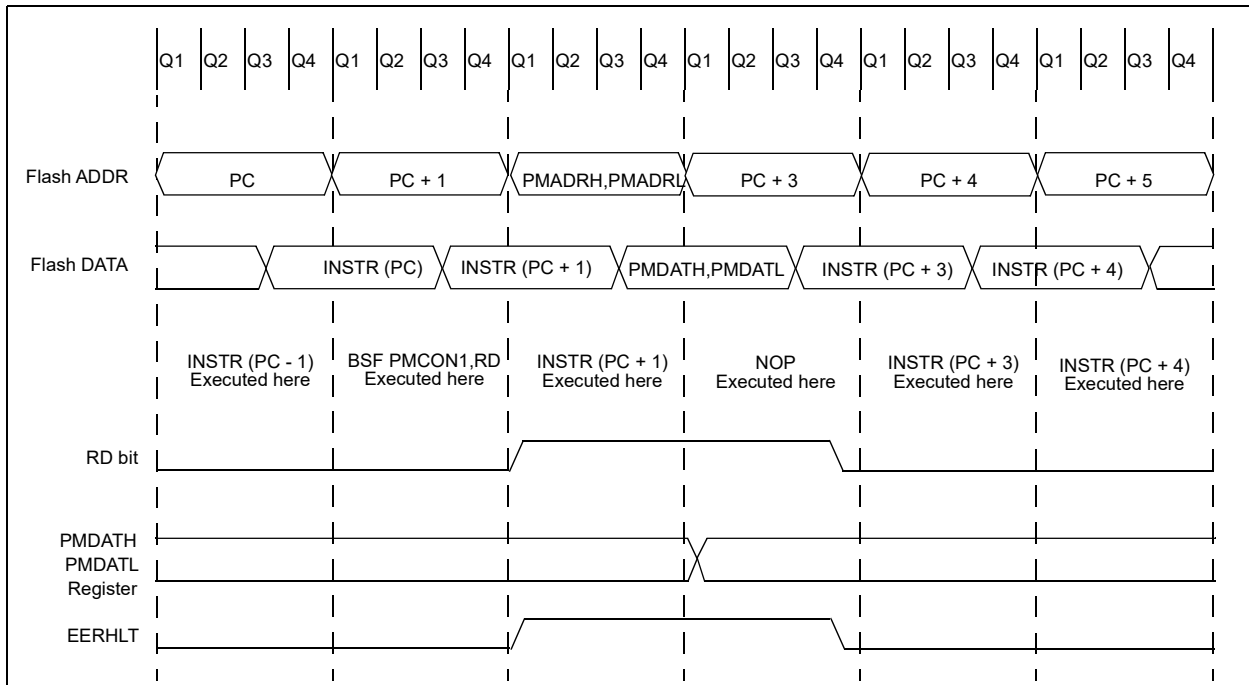 Q1 Q2 Q3 Q4 Q1 Q2 Q3 Q4 Q1 Q2 Q3 Q4 Q1 Q2 Q3 Q4 Q1 Q2 Q3 Q4 Q1 Q2 Q3 Q4
Flash ADDR PC PC + 1 PMADRH,PMADRL PC + 3 PC + 4 PC + 5
Flash DATA INSTR (PC) INSTR (PC + 1) PMDATH,PMDATL INSTR (PC + 3) INSTR (PC + 4)
INSTR (PC - 1) BSF PMCON1,RD INSTR (PC + 1) NOP INSTR (PC + 3) INSTR (PC + 4)
Executed here Executed here Executed here Executed here Executed here Executed here
RD bit
PMDATH
PMDATL
Register
EERHLT